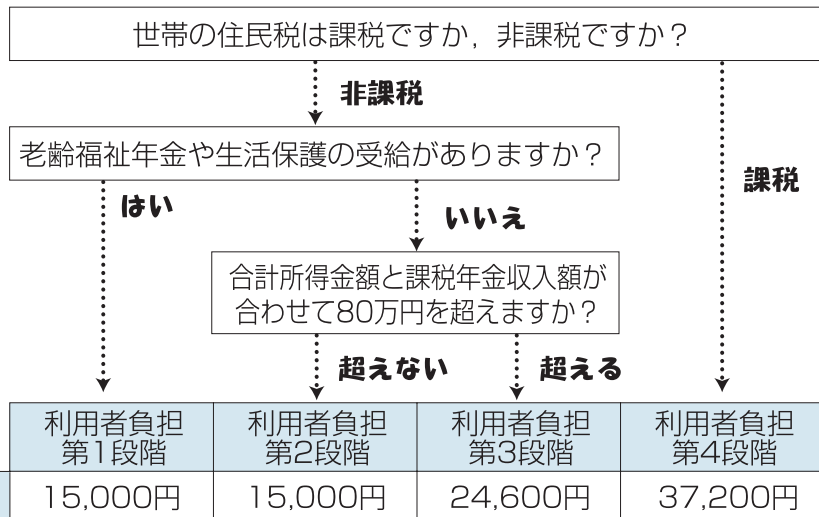 世帯の住民税は課税ですか，非課税ですか？
非課税
課税
老齢福祉年金や生活保護の受給がありますか？
はい
いいえ
合計所得金額と課税年金収入額が
合わせて80万円を超えますか？
超えない
超える
利用者負担
第1段階
利用者負担
第2段階
利用者負担
第3段階
利用者負担
第4段階
15,000円
15,000円
24,600円
37,200円